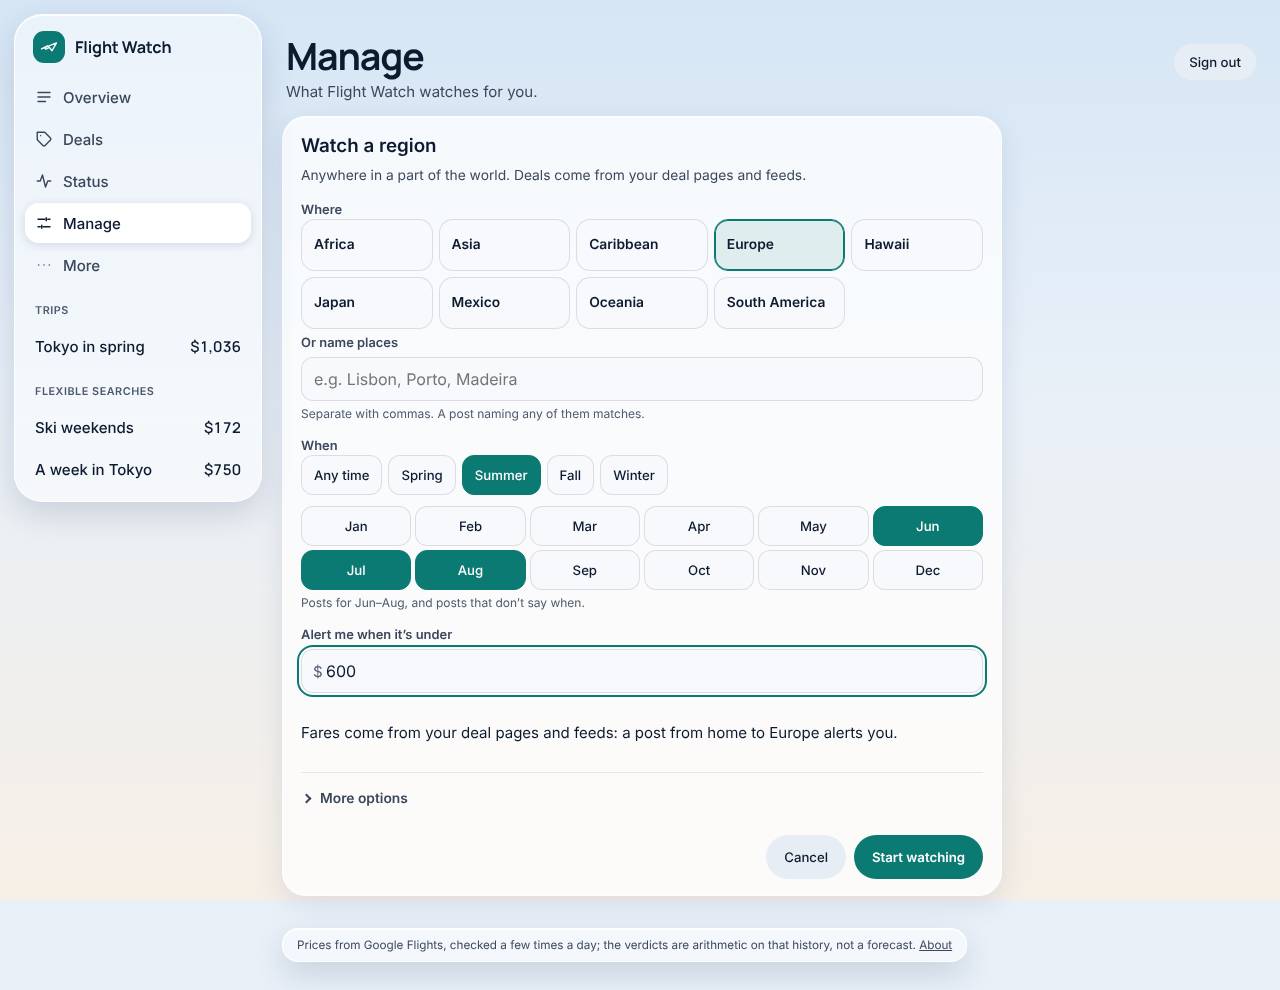 Flight Watch
Overview
Deals
Status
Manage
More
TRIPS
Tokyo in spring $1,036
FLEXIBLE SEARCHES
Ski weekends $172
A week in Tokyo $750
Manage
What Flight Watch watches for you.
Sign out
Watch a region
Anywhere in a part of the world. Deals come from your deal pages and feeds.
Where
Africa Asia Caribbean Europe Hawaii
Japan Mexico Oceania South America
Or name places
e.g. Lisbon, Porto, Madeira
Separate with commas. A post naming any of them matches.
When
Any time Spring Summer Fall Winter
Jan Feb Mar Apr May Jun
Jul Aug Sep Oct Nov Dec
Posts for Jun–Aug, and posts that don't say when.
Alert me when it’s under
$ 600
Fares come from your deal pages and feeds: a post from home to Europe alerts you.
More options
Cancel Start watching
Prices from Google Flights, checked a few times a day; the verdicts are arithmetic on that history, not a forecast. About